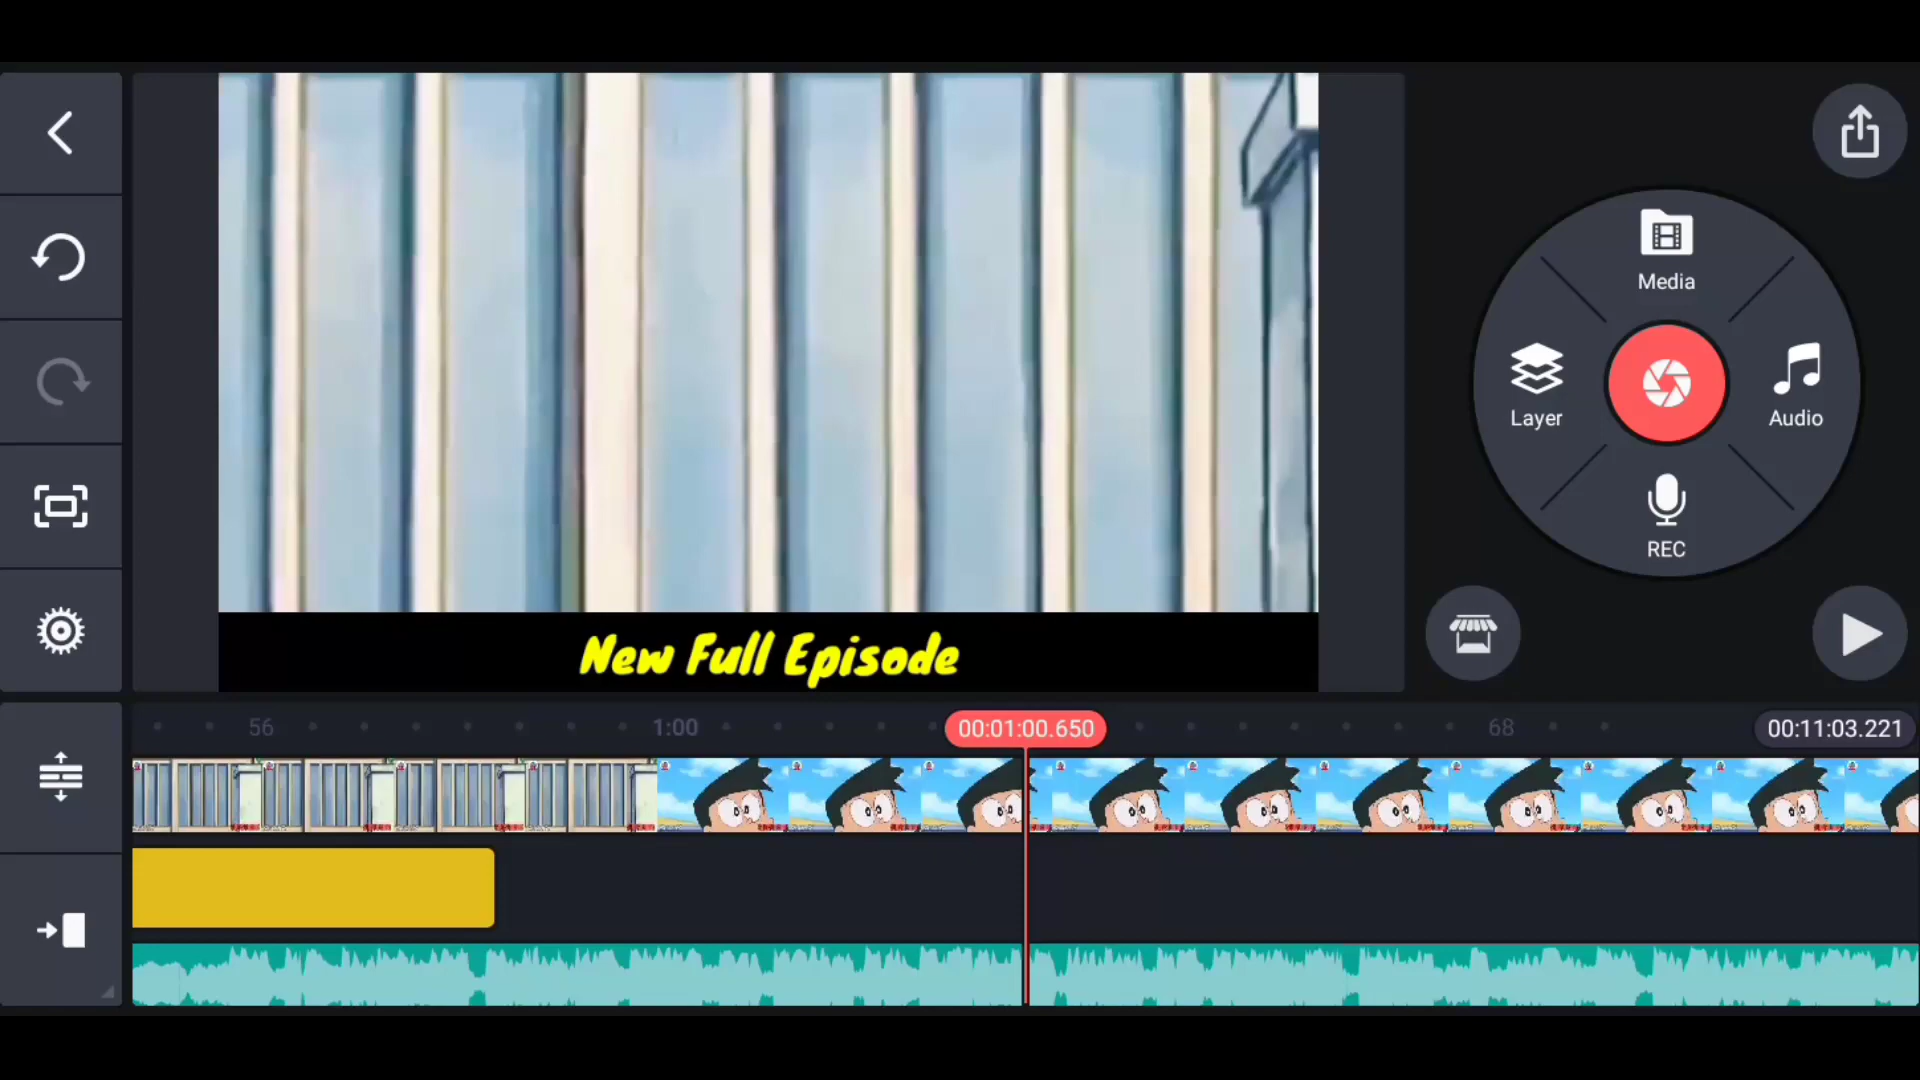 Media
Layer
Audio
REC
New Full Episode
56
1:00
00:01:00.650
68
00:11:03.221